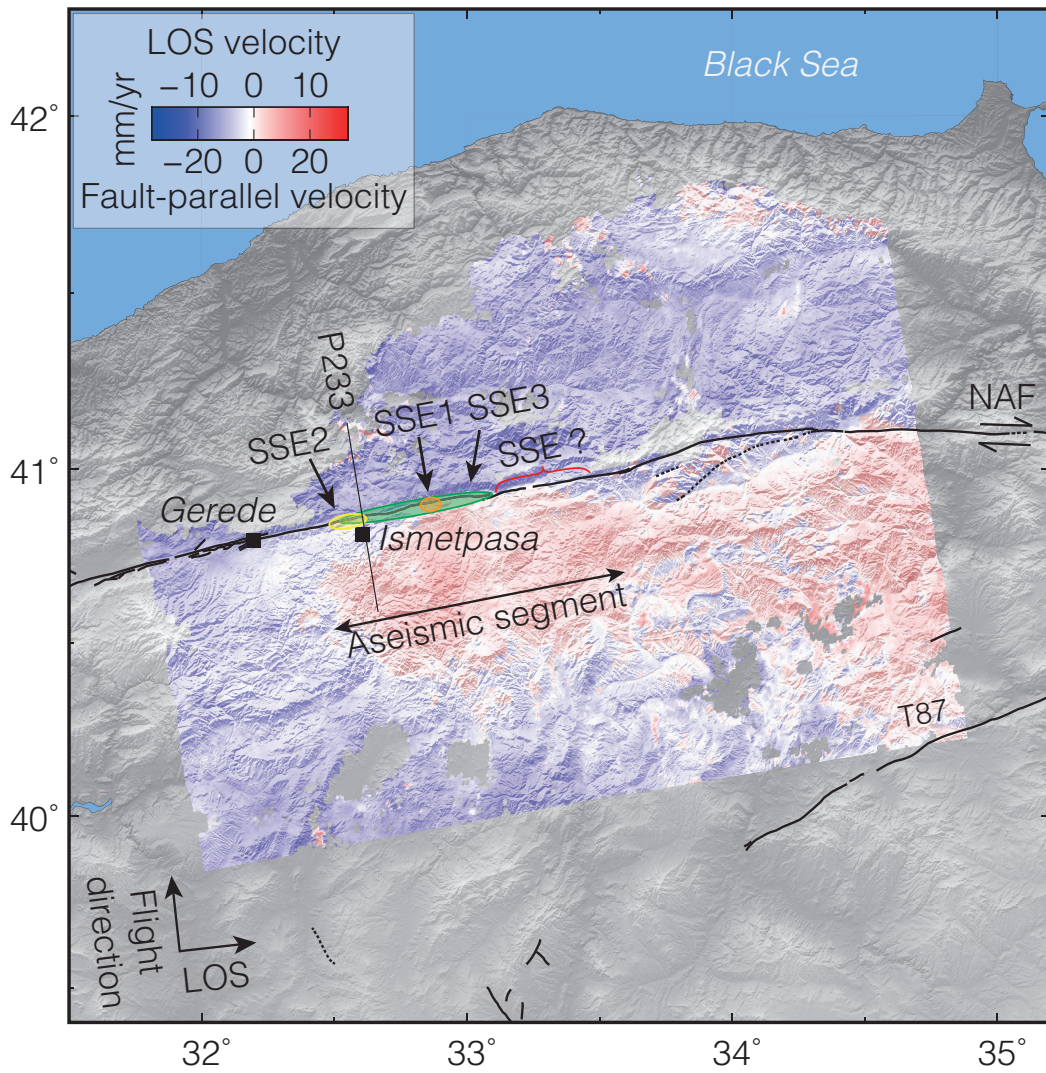 LOS velocity
−10 0 10
mm/yr
−20 0 20
Fault-parallel velocity
Black Sea
42°
P233
NAF
SSE1 SSE3
SSE2
SSE ?
41°
Gerede
Ismetpasa
Aseismic segment
T87
40°
Flight
direction
LOS
32° 33° 34° 35°